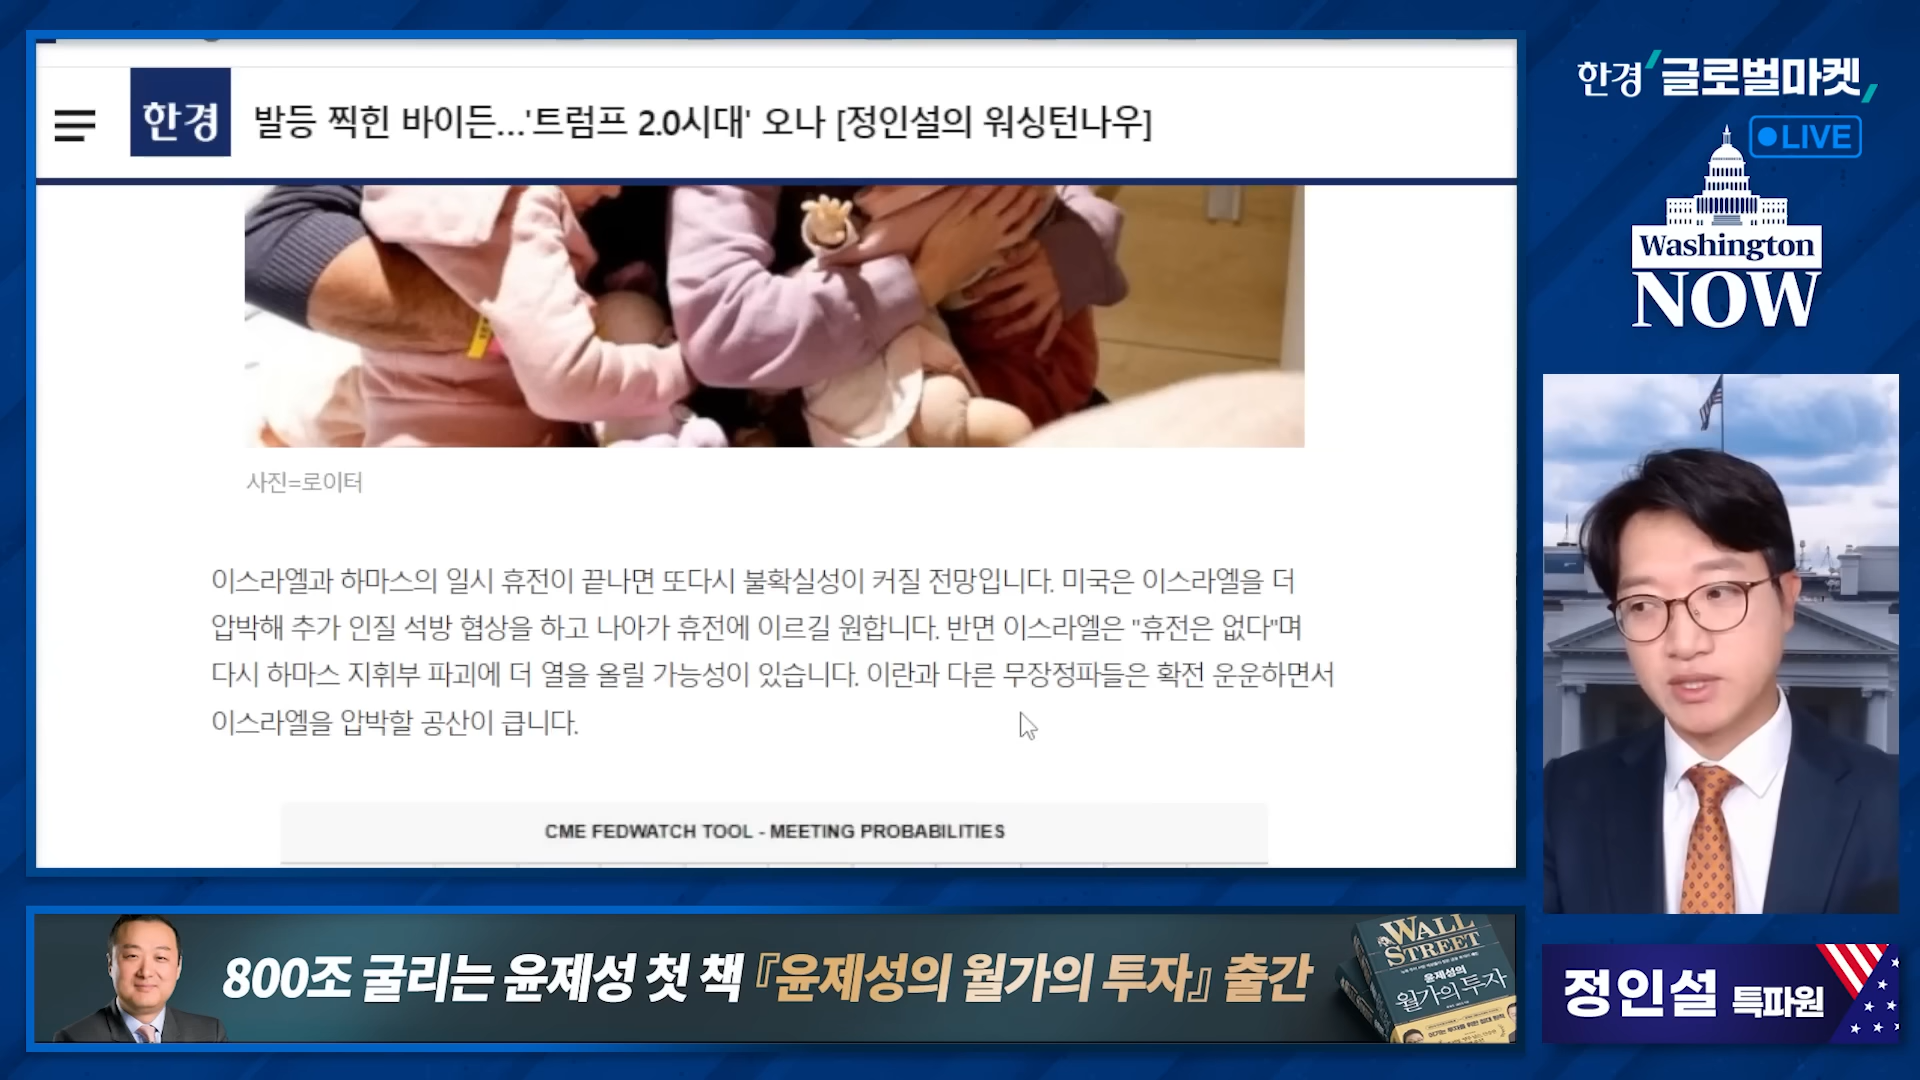 한경
발등 찍힌 바이든...'트럼프 2.0시대' 오나 [정인설의 워싱턴나우]
사진=로이터
이스라엘과 하마스의 일시 휴전이 끝나면 또다시 불확실성이 커질 전망입니다. 미국은 이스라엘을 더
압박해 추가 인질 석방 협상을 하고 나아가 휴전에 이르길 원합니다. 반면 이스라엘은 "휴전은 없다"며
다시 하마스 지휘부 파괴에 더 열을 올릴 가능성이 있습니다. 이란과 다른 무장정파들은 확전 운운하면서
이스라엘을 압박할 공산이 큽니다.
CME FEDWATCH TOOL - MEETING PROBABILITIES
한경 글로벌마켓
LIVE
Washington
NOW
800조 굴리는 윤제성 첫 책 『윤제성의 월가의 투자』 출간
WALL
STREET
윤제성의
월가의 투자
정인설 특파원